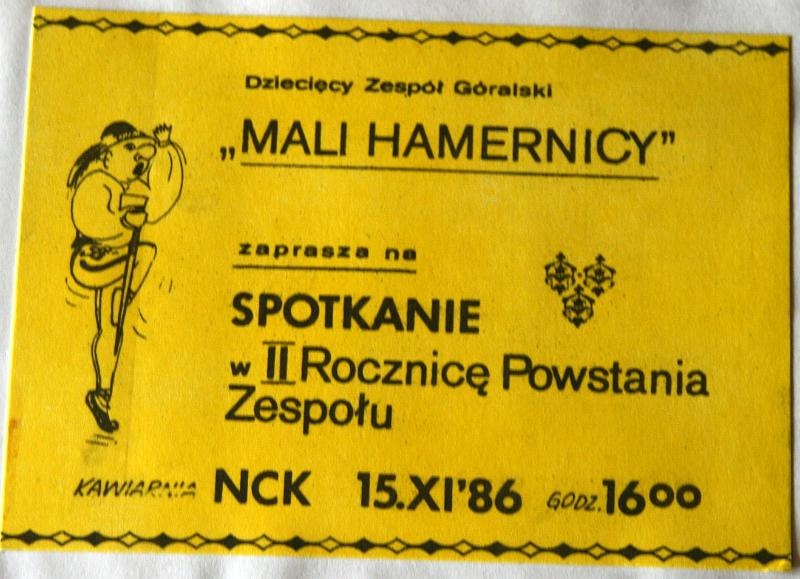 Dziecięcy Zespół Góralski
„MALI HAMERNICY”
zaprasza na
SPOTKANIE
w II Rocznicę Powstania
Zespołu
KAWIARNIA NCK 15.XI'86 GODZ. 16⁰⁰